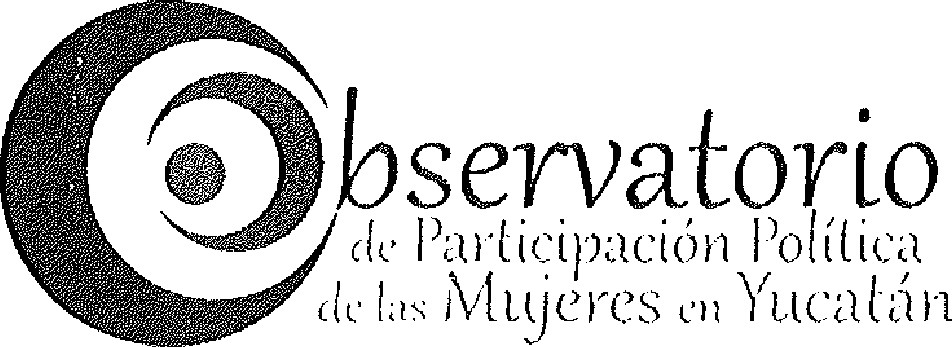 Observatorio
de Participación Política
de las Mujeres en Yucatán